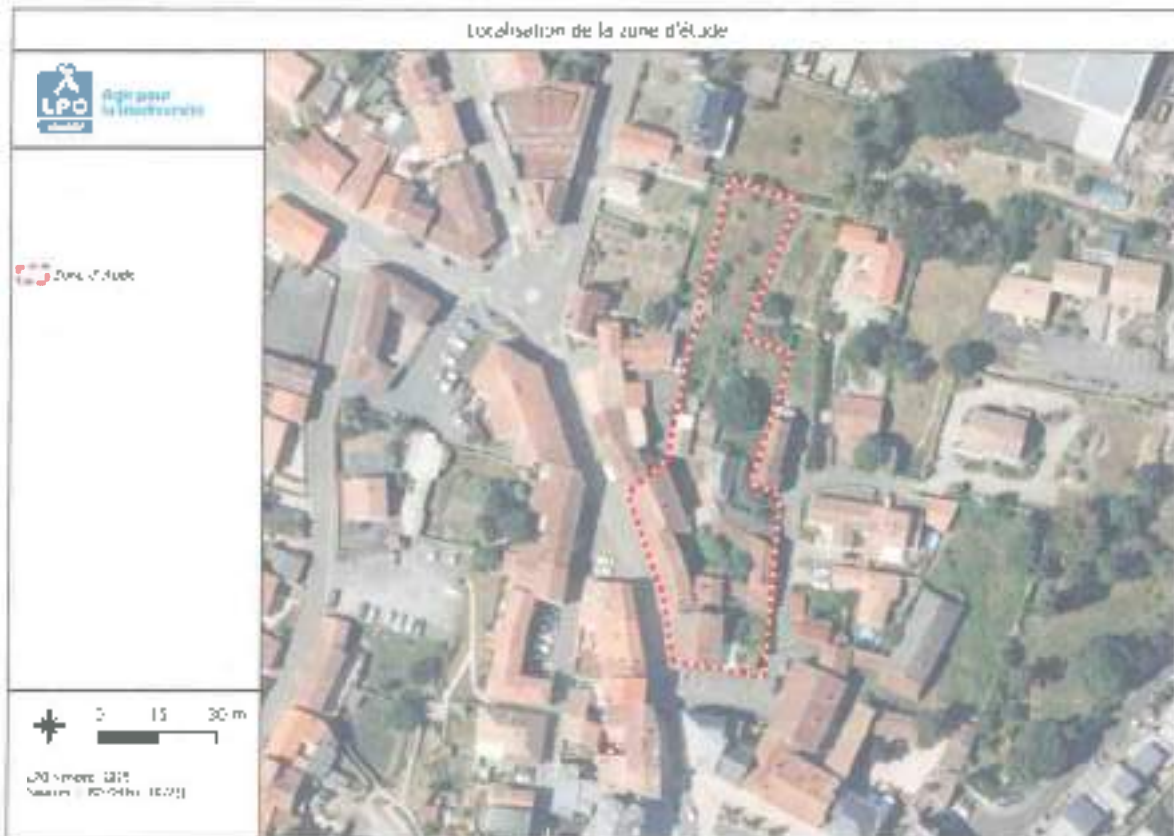 Localisation de la zone d'étude
LPO
Agir pour
la biodiversité
Zone d'étude
0 15 30 m